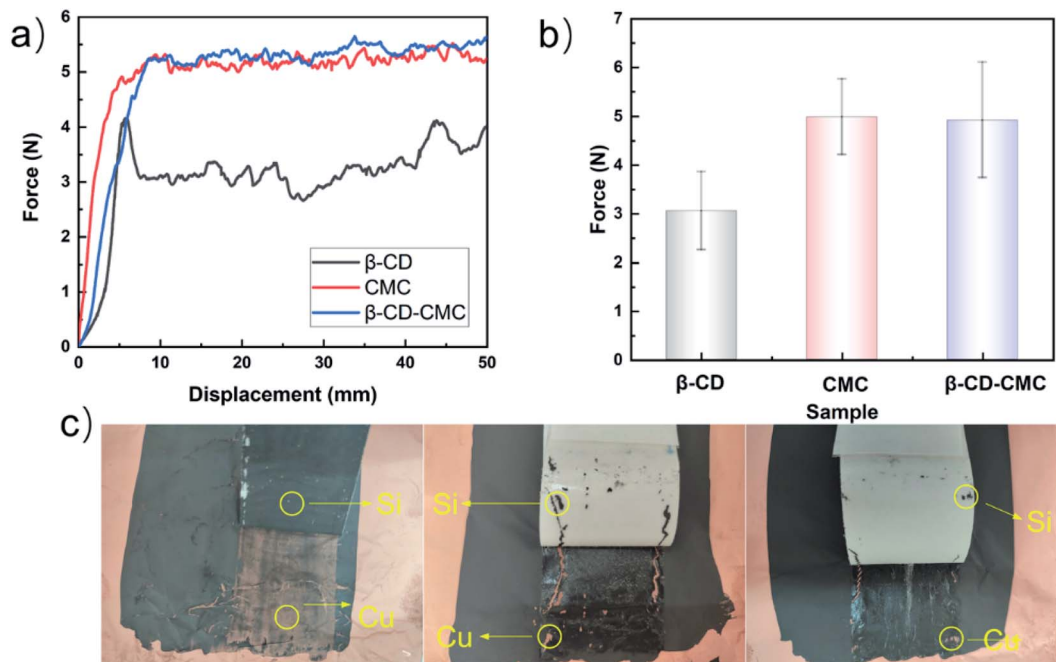 a)
Force (N)
6
5
4
3
2
1
0
0 10 20 30 40 50
Displacement (mm)
β-CD
CMC
β-CD-CMC
b)
Force (N)
7
6
5
4
3
2
1
0
β-CD CMC β-CD-CMC
Sample
c)
Si
Cu
Si
Cu
Si
Cu